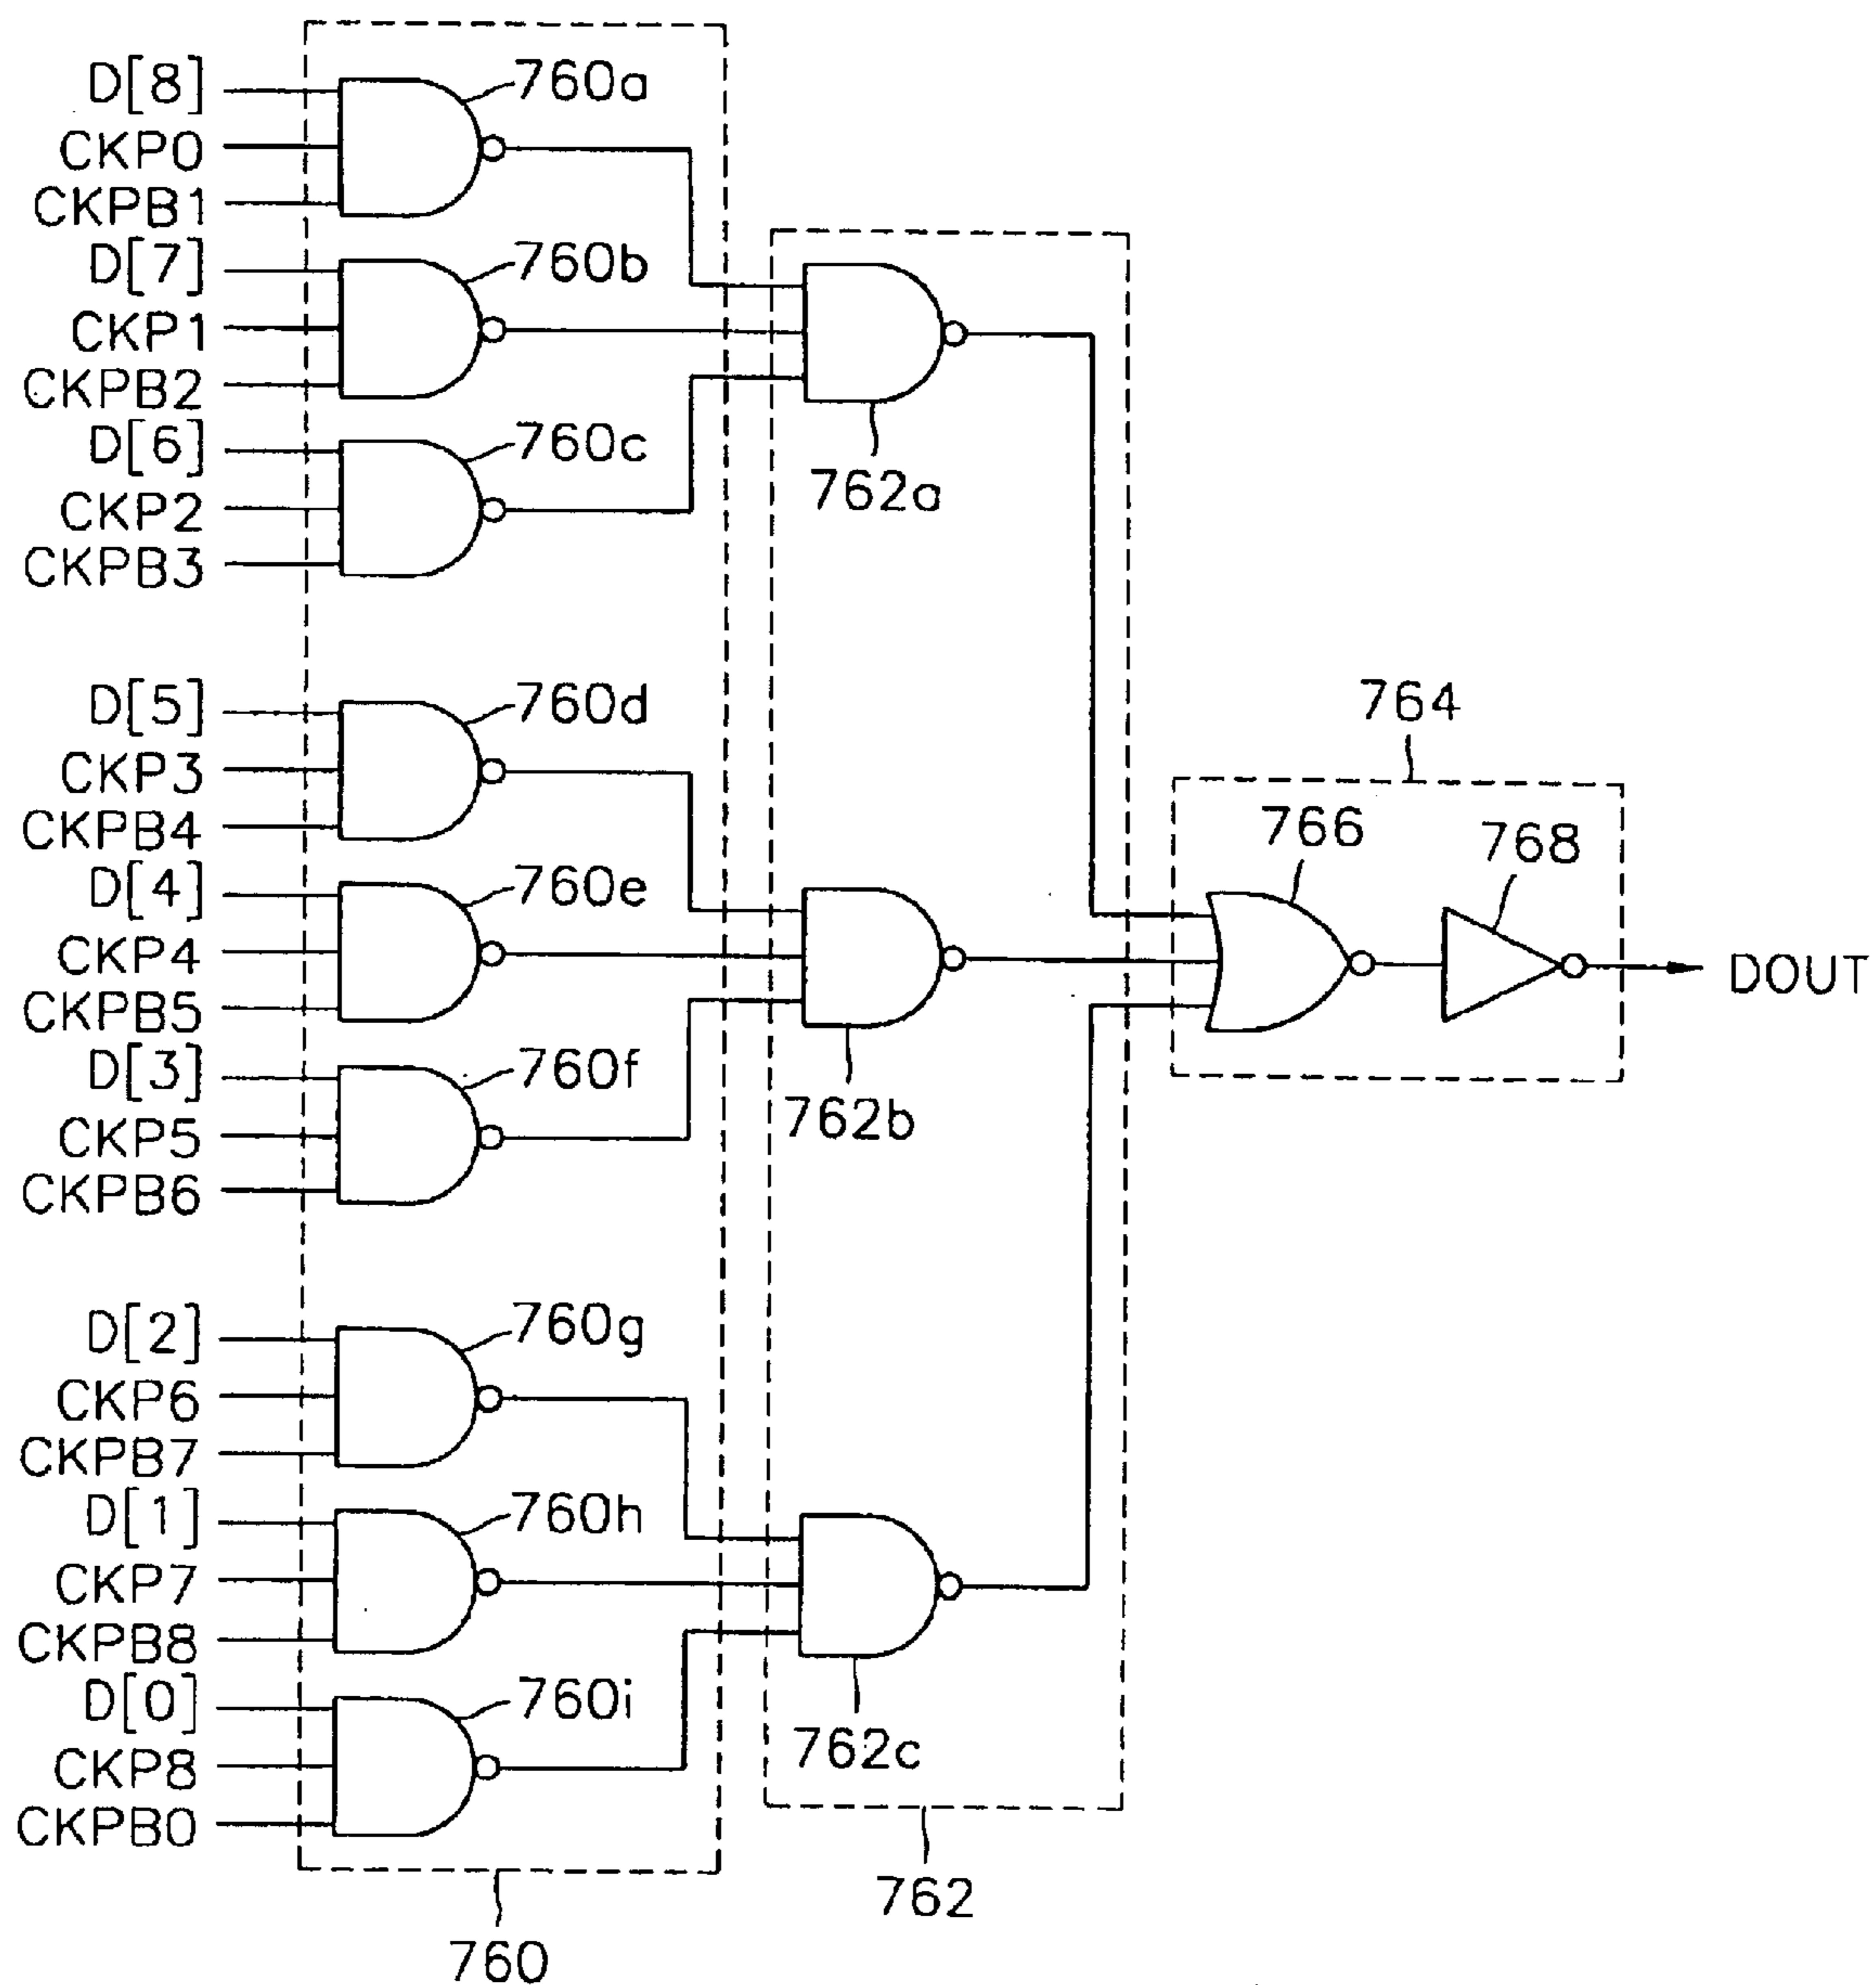 D[8]
760a
CKP0
CKPB1
D[7]
760b
CKP1
CKPB2
D[6]
760c
CKP2
762a
CKPB3
D[5]
760d
764
CKP3
CKPB4
766
768
D[4]
760e
CKP4
DOUT
CKPB5
D[3]
760f
762b
CKP5
CKPB6
D[2]
760g
CKP6
CKPB7
D[1]
760h
CKP7
CKPB8
D[0]
760i
762c
CKP8
CKPB0
762
760